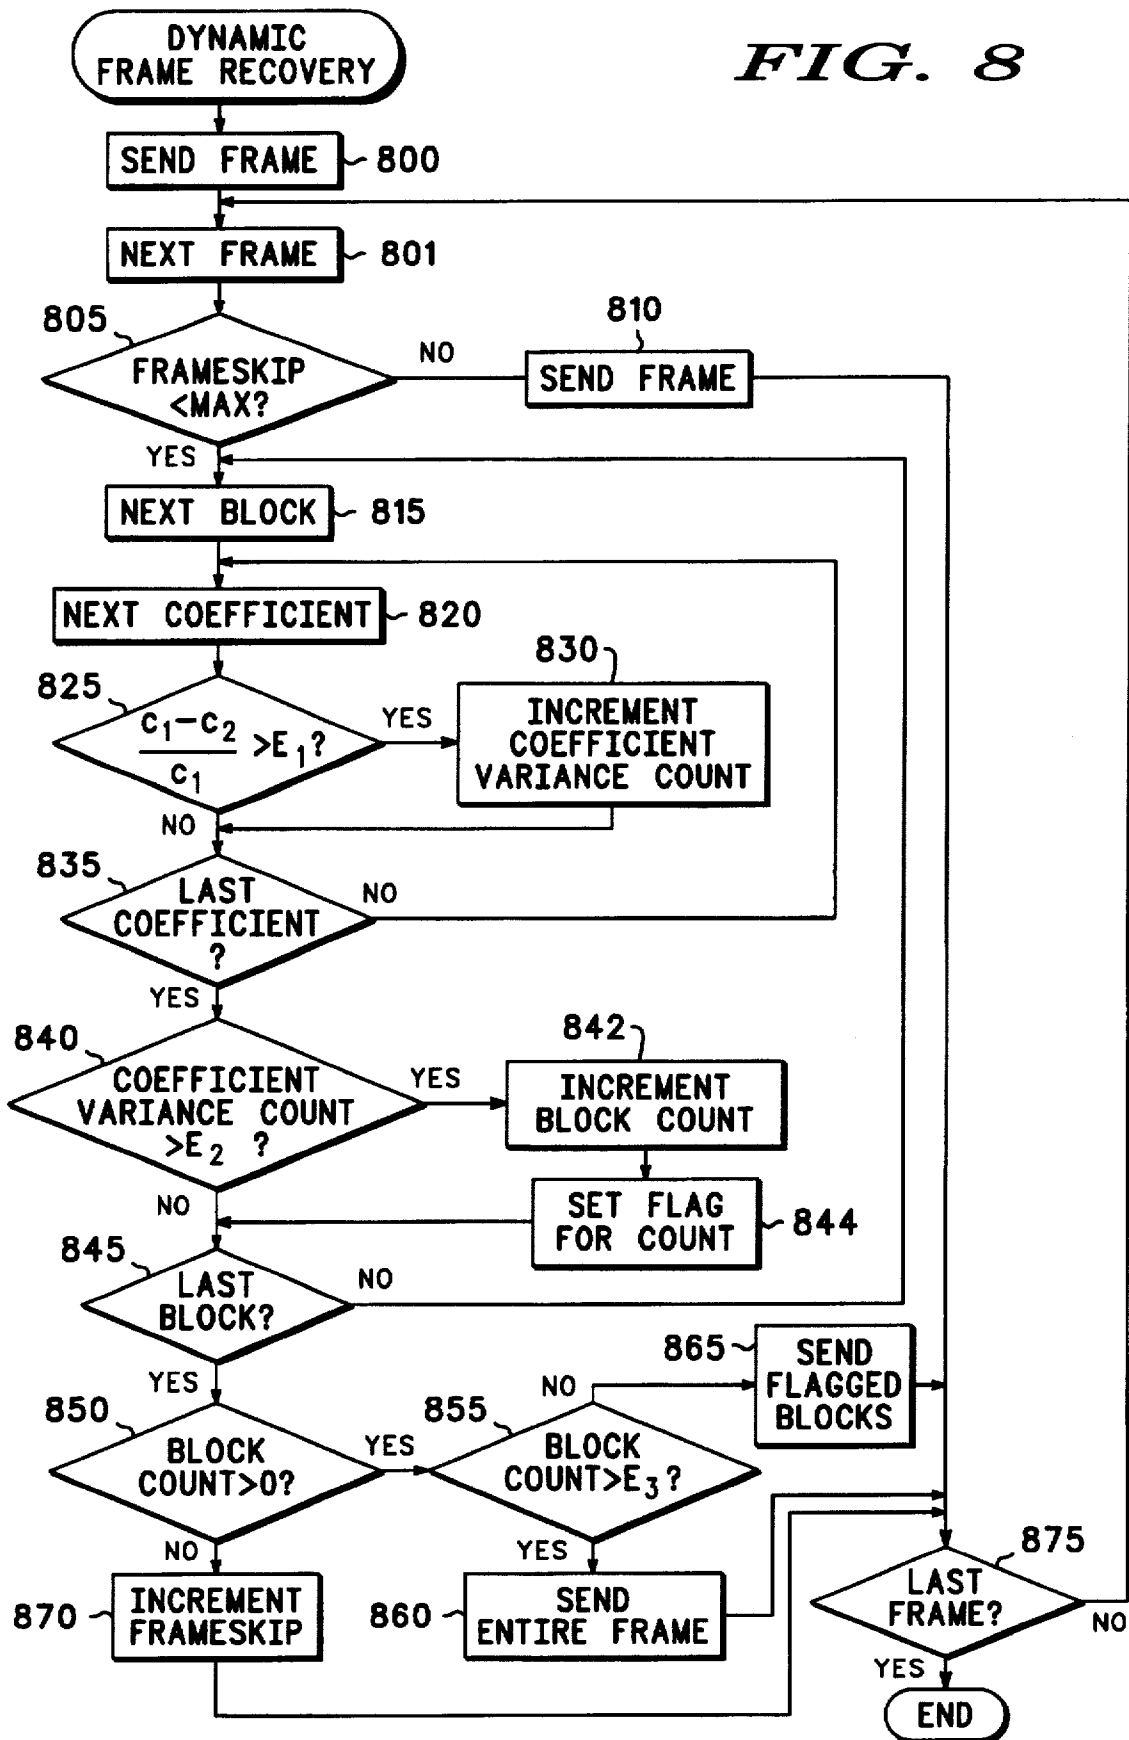 DYNAMIC
FRAME RECOVERY
FIG. 8
SEND FRAME
800
NEXT FRAME
801
805
FRAMESKIP
<MAX?
NO
810
SEND FRAME
YES
NEXT BLOCK
815
NEXT COEFFICIENT
820
825
C₁-C₂
C₁
>E₁?
YES
830
INCREMENT
COEFFICIENT
VARIANCE COUNT
NO
835
LAST
COEFFICIENT
?
NO
YES
840
COEFFICIENT
VARIANCE COUNT
>E₂ ?
YES
842
INCREMENT
BLOCK COUNT
NO
SET FLAG
FOR COUNT
844
845
LAST
BLOCK?
NO
YES
850
BLOCK
COUNT>0?
YES
855
BLOCK
COUNT>E₃?
NO
865
SEND
FLAGGED
BLOCKS
NO
870
INCREMENT
FRAMESKIP
YES
860
SEND
ENTIRE FRAME
875
LAST
FRAME?
NO
YES
END